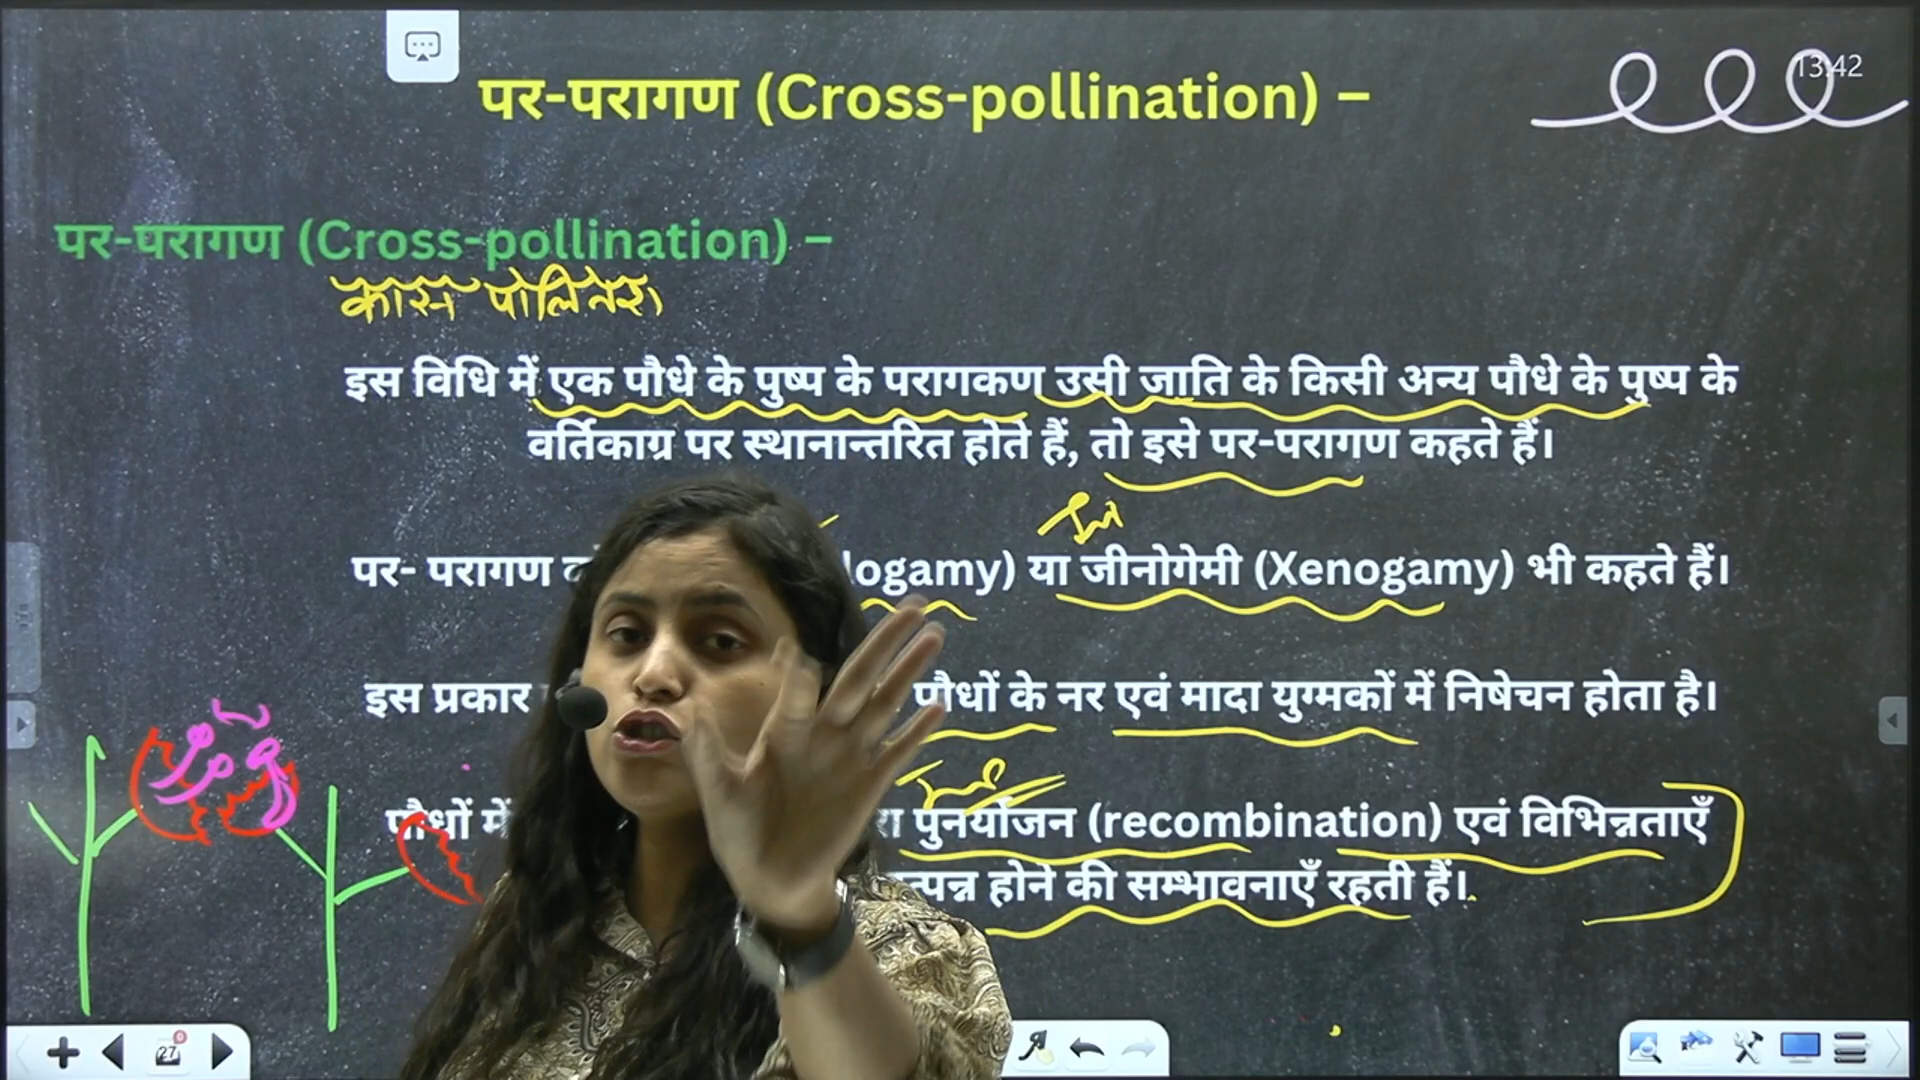 13:42
पर-परागण (Cross-pollination) –
पर-परागण (Cross-pollination) –
इस विधि में एक पौधे के पुष्प के परागकण उसी जाति के किसी अन्य पौधे के पुष्प के
वर्तिकाग्र पर स्थानान्तरित होते हैं, तो इसे पर-परागण कहते हैं।
पर- परागण logamy) या जीनोगेमी (Xenogamy) भी कहते हैं।
इस प्रकार पौधों के नर एवं मादा युग्मकों में निषेचन होता है।
पौधों में पुनर्योजन (recombination) एवं विभिन्नताएँ
होने की सम्भावनाएँ रहती हैं।
27